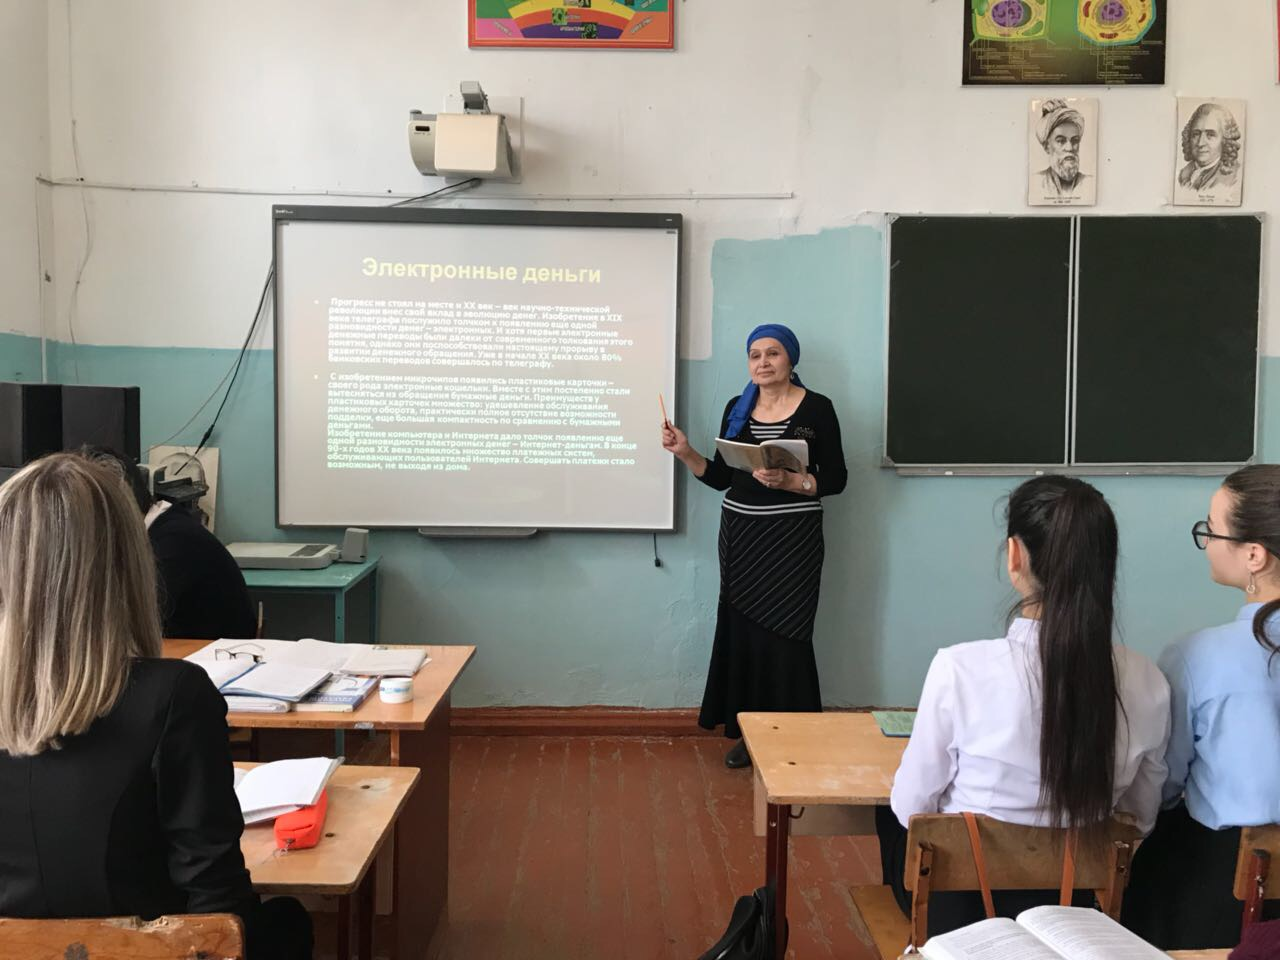 Электронные деньги
Прогресс не стоял на месте и XX век – век научно-технической
революции внес свой вклад в эволюцию денег. Изобретение в XIX
века телеграфа послужило толчком к появлению еще одной
разновидности денег – электронных. И хотя первые электронные
денежные переводы были далеки от современного толкования этого
понятия, однако они поспособствовали настоящему прорыву в
развитии денежного обращения. Уже в начале XX века около 80%
банковских переводов совершалось по телеграфу.
С изобретением микрочипов появились пластиковые карточки –
своего рода электронные кошельки. Вместе с этим постепенно стали
вытесняться из обращения бумажные деньги. Преимуществ у
пластиковых карточек множество: удешевление обслуживания
денежного оборота, практически полное отсутствие возможности
подделки, еще большая компактность по сравнению с бумажными
деньгами.
Изобретение компьютера и Интернета дало толчок появлению еще
одной разновидности электронных денег – Интернет-деньгам. В конце
90-х годов XX века появилось множество платежных систем,
обслуживающих пользователей Интернета. Совершать платежи стало
возможным, не выходя из дома.